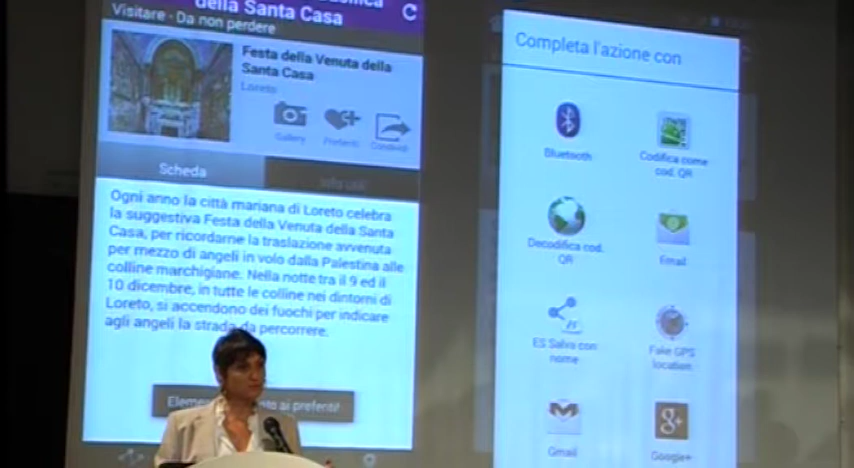 della Santa Casa
Visitare - Da non perdere
Festa della Venuta della
Santa Casa
Loreto
Gallery
Preferiti
Condividi
Scheda
Ogni anno la città mariana di Loreto celebra
la suggestiva Festa della Venuta della Santa
Casa, per ricordarne la traslazione avvenuta
per mezzo di angeli in volo dalla Palestina alle
colline marchigiane. Nella notte tra il 9 ed il
10 dicembre, in tutte le colline nei dintorni di
Loreto, si accendono dei fuochi per indicare
agli angeli la strada da percorrere.
ai preferiti!
Completa l'azione con
Bluetooth
Codifica come
cod. QR
Decodifica cod.
QR
Email
ES Salva con
nome
Fake GPS
location
Gmail
Google+